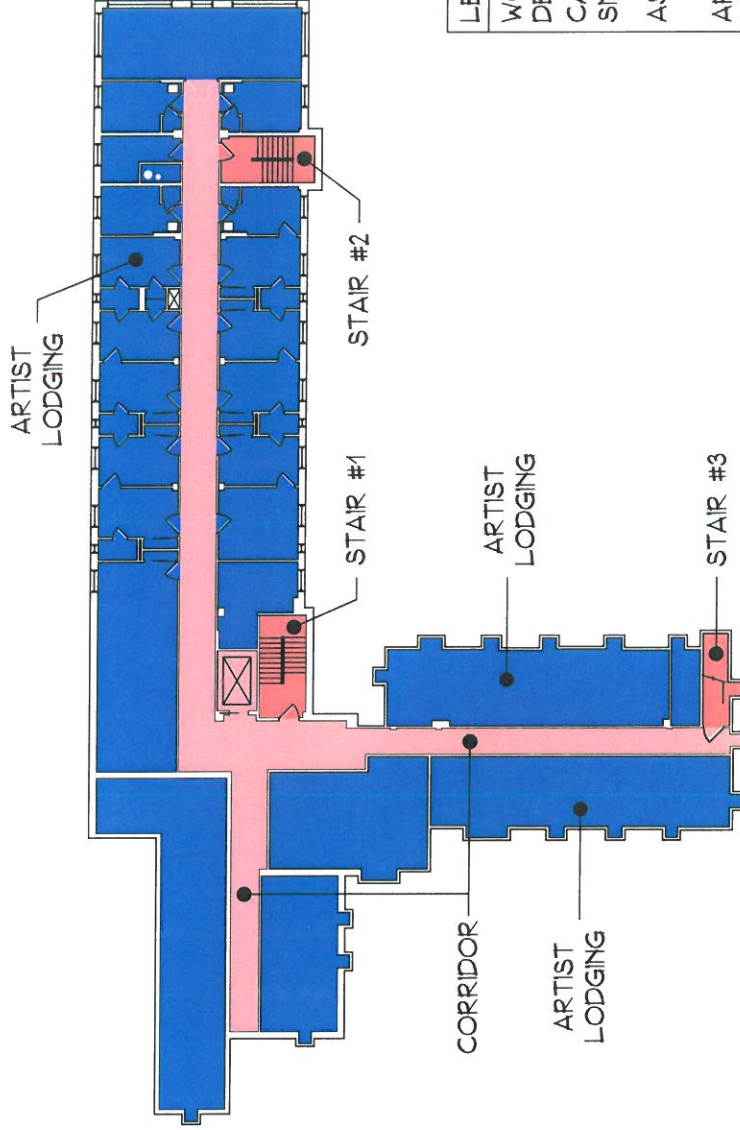 ARTIST
LODGING
STAIR #2
STAIR #1
ARTIST
LODGING
STAIR #3
CORRIDOR
ARTIST
LODGING